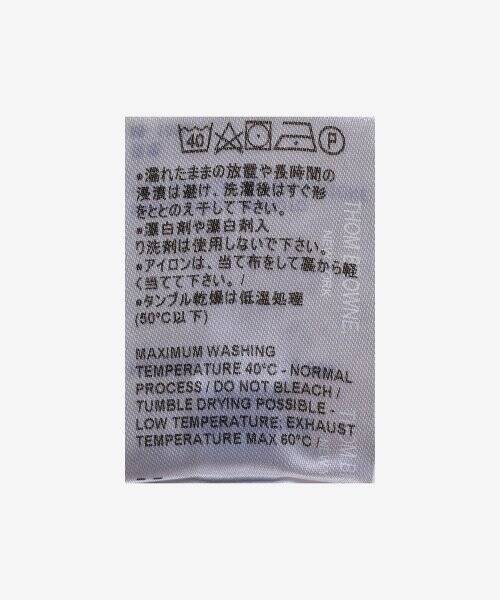 40 P
●濡れたままの放置や長時間の
浸漬は避け、洗濯後はすぐ形
をととのえ干して下さい。
●漂白剤や漂白剤入
り洗剤は使用しないで下さい。
●アイロンは、当て布をして裏から軽
く当てて下さい。/
●タンブル乾燥は低温処理
(50°C以下)
MAXIMUM WASHING
TEMPERATURE 40°C - NORMAL
PROCESS / DO NOT BLEACH /
TUMBLE DRYING POSSIBLE -
LOW TEMPERATURE; EXHAUST
TEMPERATURE MAX 60°C /
THOM BROWNE
NEW YORK
THOM